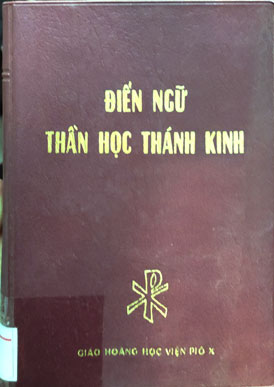 ĐIỂN NGỮ
THẦN HỌC THÁNH KINH
GIÁO HOÀNG HỌC VIỆN PIÔ X